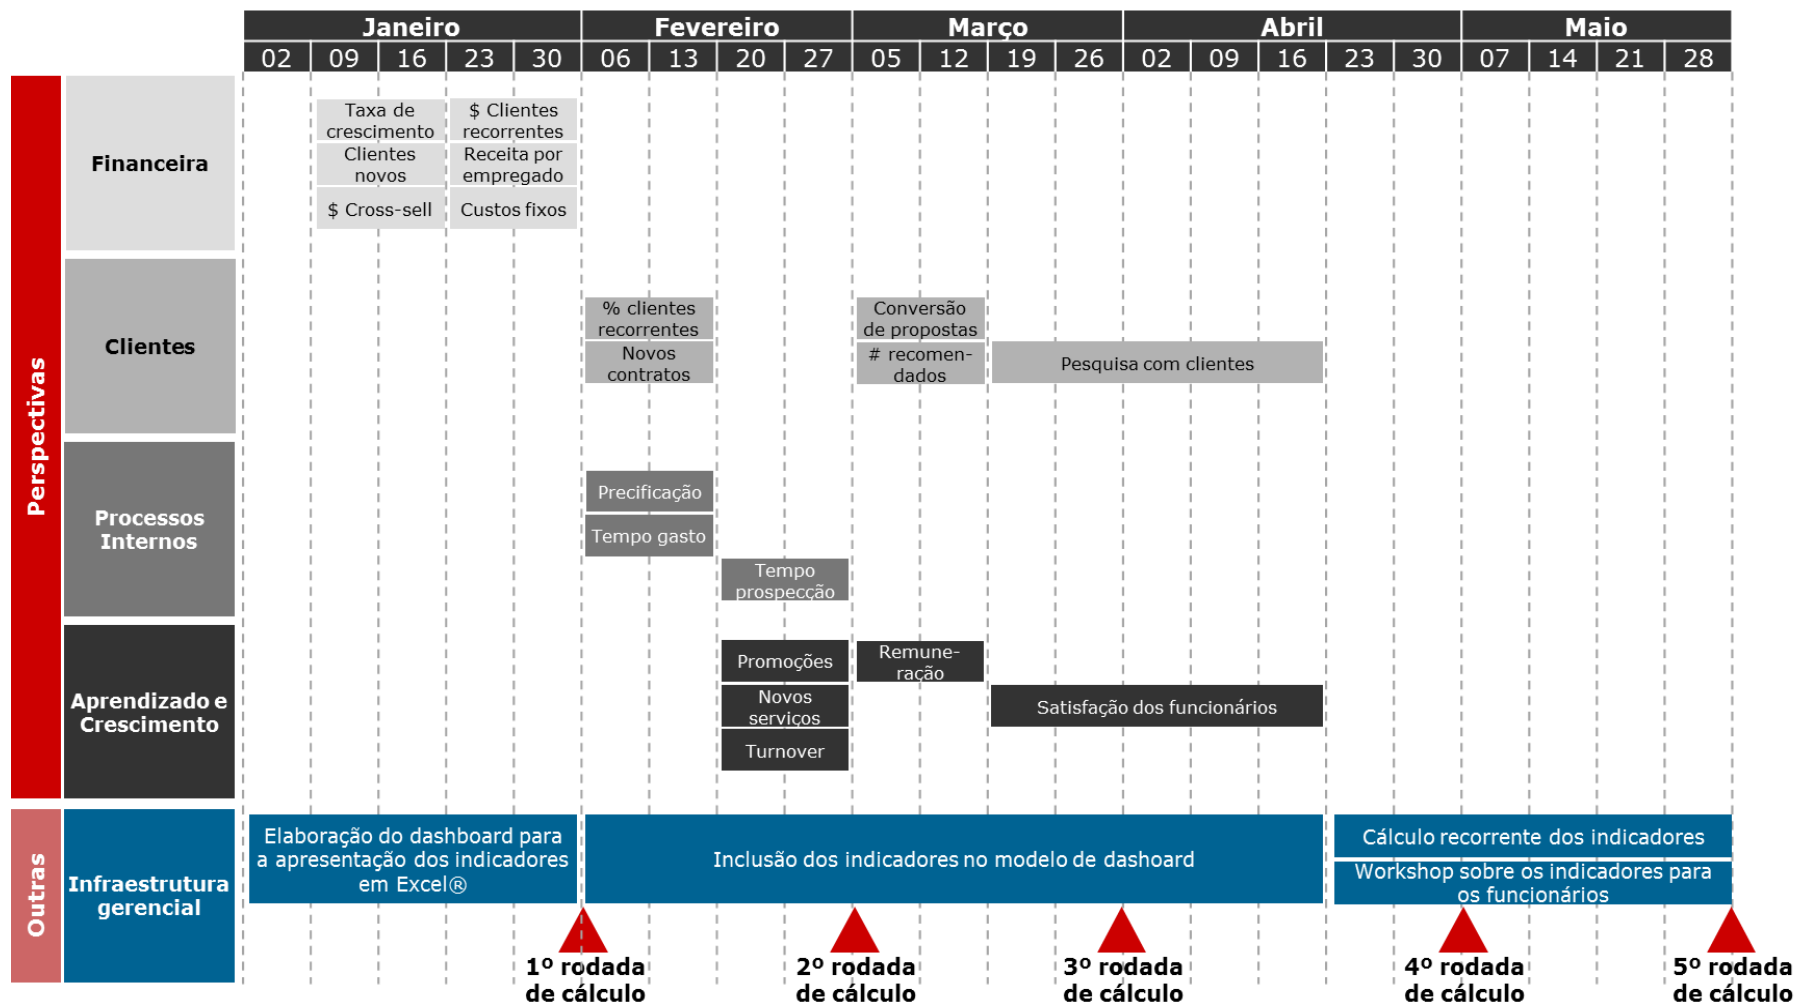 Janeiro Fevereiro Março Abril Maio
02 09 16 23 30 06 13 20 27 05 12 19 26 02 09 16 23 30 07 14 21 28
Perspectivas
Financeira
Taxa de
crescimento
$ Clientes
recorrentes
Clientes
novos
Receita por
empregado
$ Cross-sell
Custos fixos
Clientes
% clientes
recorrentes
Novos
contratos
Conversão
de propostas
# recomen-
dados
Pesquisa com clientes
Processos
Internos
Precificação
Tempo gasto
Tempo
prospecção
Aprendizado e
Crescimento
Promoções
Novos
serviços
Turnover
Remune-
ração
Satisfação dos funcionários
Outras
Infraestrutura
gerencial
Elaboração do dashboard para
a apresentação dos indicadores
em Excel®
Inclusão dos indicadores no modelo de dashoard
Cálculo recorrente dos indicadores
Workshop sobre os indicadores para
os funcionários
1º rodada
de cálculo
2º rodada
de cálculo
3º rodada
de cálculo
4º rodada
de cálculo
5º rodada
de cálculo